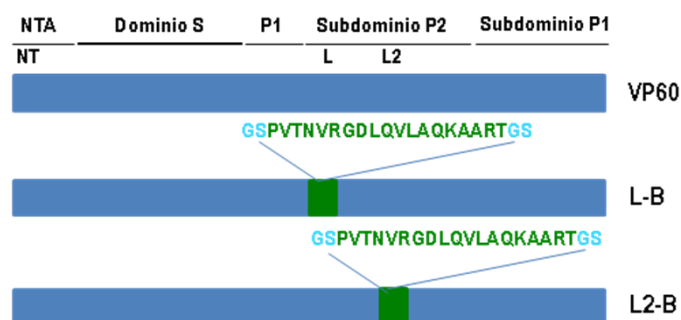 NTA Dominio S P1 Subdominio P2 Subdominio P1
NT L L2
VP60
GSPVTNVRGDLQVLAQKAARTGS
L-B
GSPVTNVRGDLQVLAQKAARTGS
L2-B